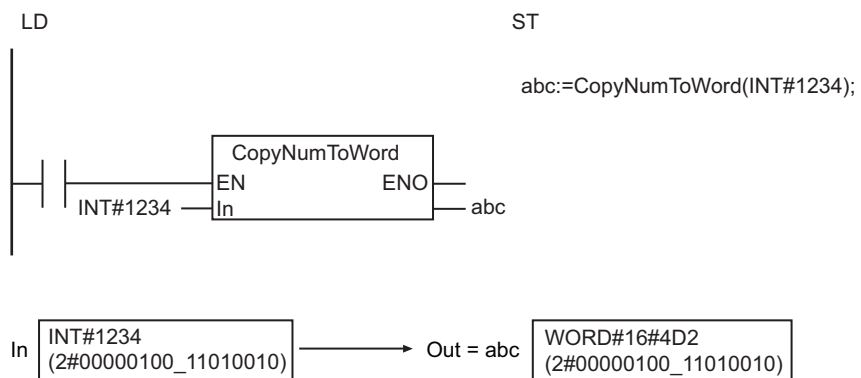 LD
ST
abc:=CopyNumToWord(INT#1234);
CopyNumToWord
EN
ENO
INT#1234
In
abc
In
INT#1234
(2#00000100_11010010)
Out = abc
WORD#16#4D2
(2#00000100_11010010)